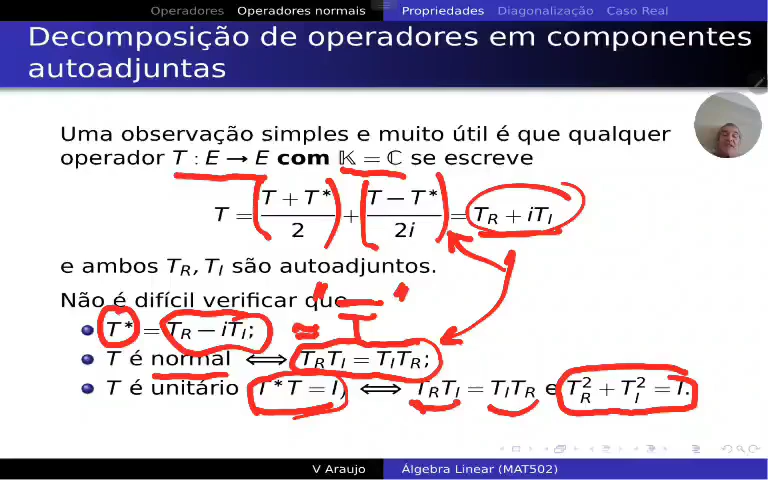 Operadores Operadores normais Propriedades Diagonalização Caso Real
Decomposição de operadores em componentes
autoadjuntas
Uma observação simples e muito útil é que qualquer
operador T : E → E com 𝕂 = ℂ se escreve
T = (T + T*)/2 + (T − T*)/2i = T_R + iT_I
e ambos T_R, T_I são autoadjuntos.
Não é difícil verificar que
T* = T_R − iT_I;
T é normal ⟺ T_R T_I = T_I T_R;
T é unitário (T*T = I) ⟺ T_R T_I = T_I T_R e T_R² + T_I² = I.
V Araujo Álgebra Linear (MAT502)